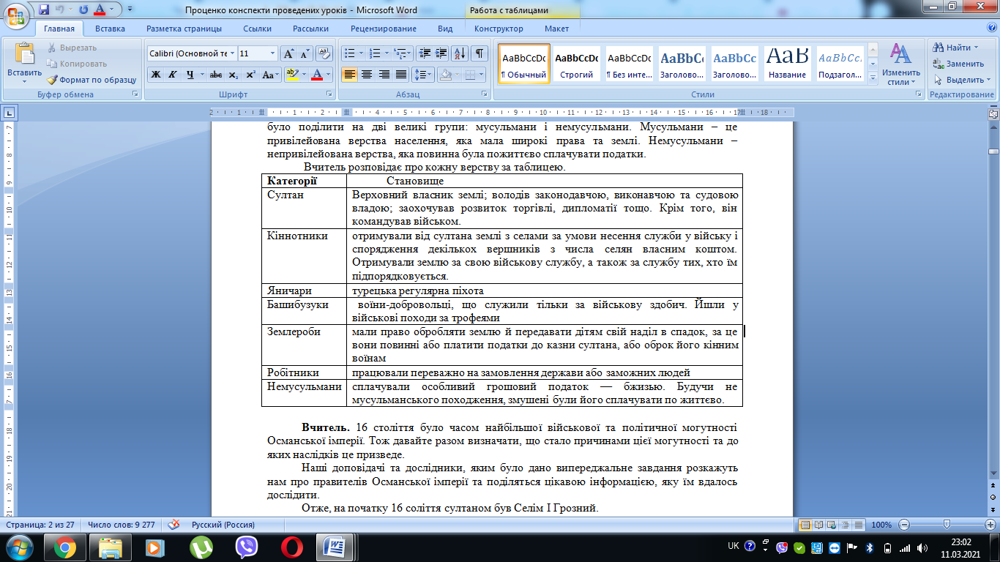 Проценко конспекти проведених уроків - Microsoft Word
Работа с таблицами
Главная Вставка Разметка страницы Ссылки Рассылки Рецензирование Вид Конструктор Макет
Вставить
Вырезать
Копировать
Формат по образцу
Буфер обмена
Calibri (Основной те 11
Ж К Ч abc x₂ x² Aa
Шрифт
Абзац
AaBbCcDc AaBbCcDc AaBbCcDc AaBbCc AaBbCc AaB AaBbCc.
¶ Обычный Строгий ¶ Без инте... Заголово... Заголово... Название Подзагол...
Изменить стили
Стили
Найти
Заменить
Выделить
Редактирование
було поділити на дві великі групи: мусульмани і немусульмани. Мусульмани – це
привілейована верства населення, яка мала широкі права та землі. Немусульмани –
непривілейована верства, яка повинна була пожиттєво сплачувати податки.
Вчитель розповідає про кожну верству за таблицею.
Категорії Становище
Султан Верховний власник землі; володів законодавчою, виконавчою та судовою
владою; заохочував розвиток торгівлі, дипломатії тощо. Крім того, він
командував військом.
Кіннотники отримували від султана землі з селами за умови несення служби у війську і
спорядження декількох вершників з числа селян власним коштом.
Отримували землю за свою військову службу, а також за службу тих, хто їм
підпорядковується.
Яничари турецька регулярна піхота
Башибузуки воїни-добровольці, що служили тільки за військову здобич. Йшли у
військові походи за трофеями
Землероби мали право обробляти землю й передавати дітям свій наділ в спадок, за це
вони повинні або платити податки до казни султана, або оброк його кінним
воїнам
Робітники працювали переважно на замовлення держави або заможних людей
Немусульмани сплачували особливий грошовий податок — бжизью. Будучи не
мусульманського походження, змушені були його сплачувати по життєво.
Вчитель. 16 століття було часом найбільшої військової та політичної могутності
Османської імперії. Тож давайте разом визначати, що стало причинами цієї могутності та до
яких наслідків це призведе.
Наші доповідачі та дослідники, яким було дано випереджальне завдання розкажуть
нам про правителів Османської імперії та поділяться цікавою інформацією, яку їм вдалось
дослідити.
Отже, на початку 16 соліття султаном був Селім І Грозний.
Страница: 2 из 27 Число слов: 9 277 Русский (Россия) 100%
UK 23:02
11.03.2021